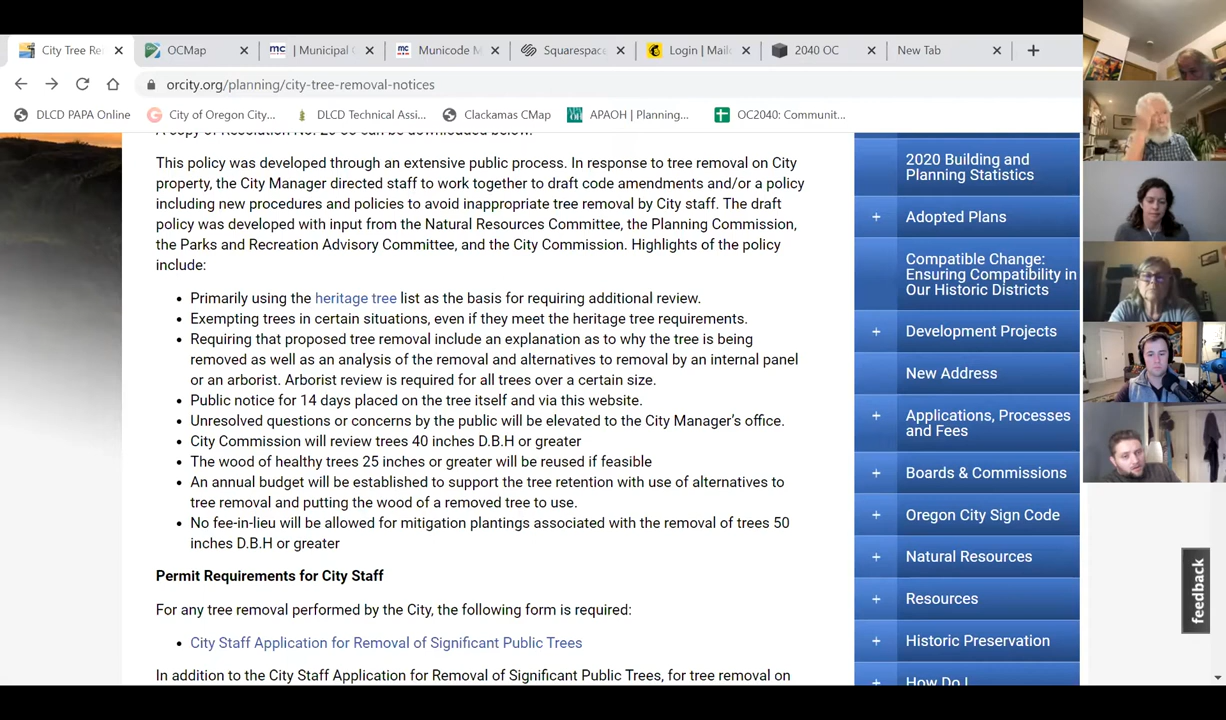 City Tree Re
OCMap
mc | Municipal C
mc Municode M
Squarespace
Login | Mailc
2040 OC
New Tab
orcity.org/planning/city-tree-removal-notices
DLCD PAPA Online
City of Oregon City...
DLCD Technical Assi...
Clackamas CMap
APAOH | Planning...
OC2040: Communit...
This policy was developed through an extensive public process. In response to tree removal on City
property, the City Manager directed staff to work together to draft code amendments and/or a policy
including new procedures and policies to avoid inappropriate tree removal by City staff. The draft
policy was developed with input from the Natural Resources Committee, the Planning Commission,
the Parks and Recreation Advisory Committee, and the City Commission. Highlights of the policy
include:
• Primarily using the heritage tree list as the basis for requiring additional review.
• Exempting trees in certain situations, even if they meet the heritage tree requirements.
• Requiring that proposed tree removal include an explanation as to why the tree is being
removed as well as an analysis of the removal and alternatives to removal by an internal panel
or an arborist. Arborist review is required for all trees over a certain size.
• Public notice for 14 days placed on the tree itself and via this website.
• Unresolved questions or concerns by the public will be elevated to the City Manager’s office.
• City Commission will review trees 40 inches D.B.H or greater
• The wood of healthy trees 25 inches or greater will be reused if feasible
• An annual budget will be established to support the tree retention with use of alternatives to
tree removal and putting the wood of a removed tree to use.
• No fee-in-lieu will be allowed for mitigation plantings associated with the removal of trees 50
inches D.B.H or greater
Permit Requirements for City Staff
For any tree removal performed by the City, the following form is required:
• City Staff Application for Removal of Significant Public Trees
In addition to the City Staff Application for Removal of Significant Public Trees, for tree removal on
2020 Building and
Planning Statistics
+ Adopted Plans
Compatible Change:
Ensuring Compatibility in
Our Historic Districts
+ Development Projects
New Address
+ Applications, Processes
and Fees
+ Boards & Commissions
+ Oregon City Sign Code
+ Natural Resources
+ Resources
+ Historic Preservation
+ How Do I
feedback